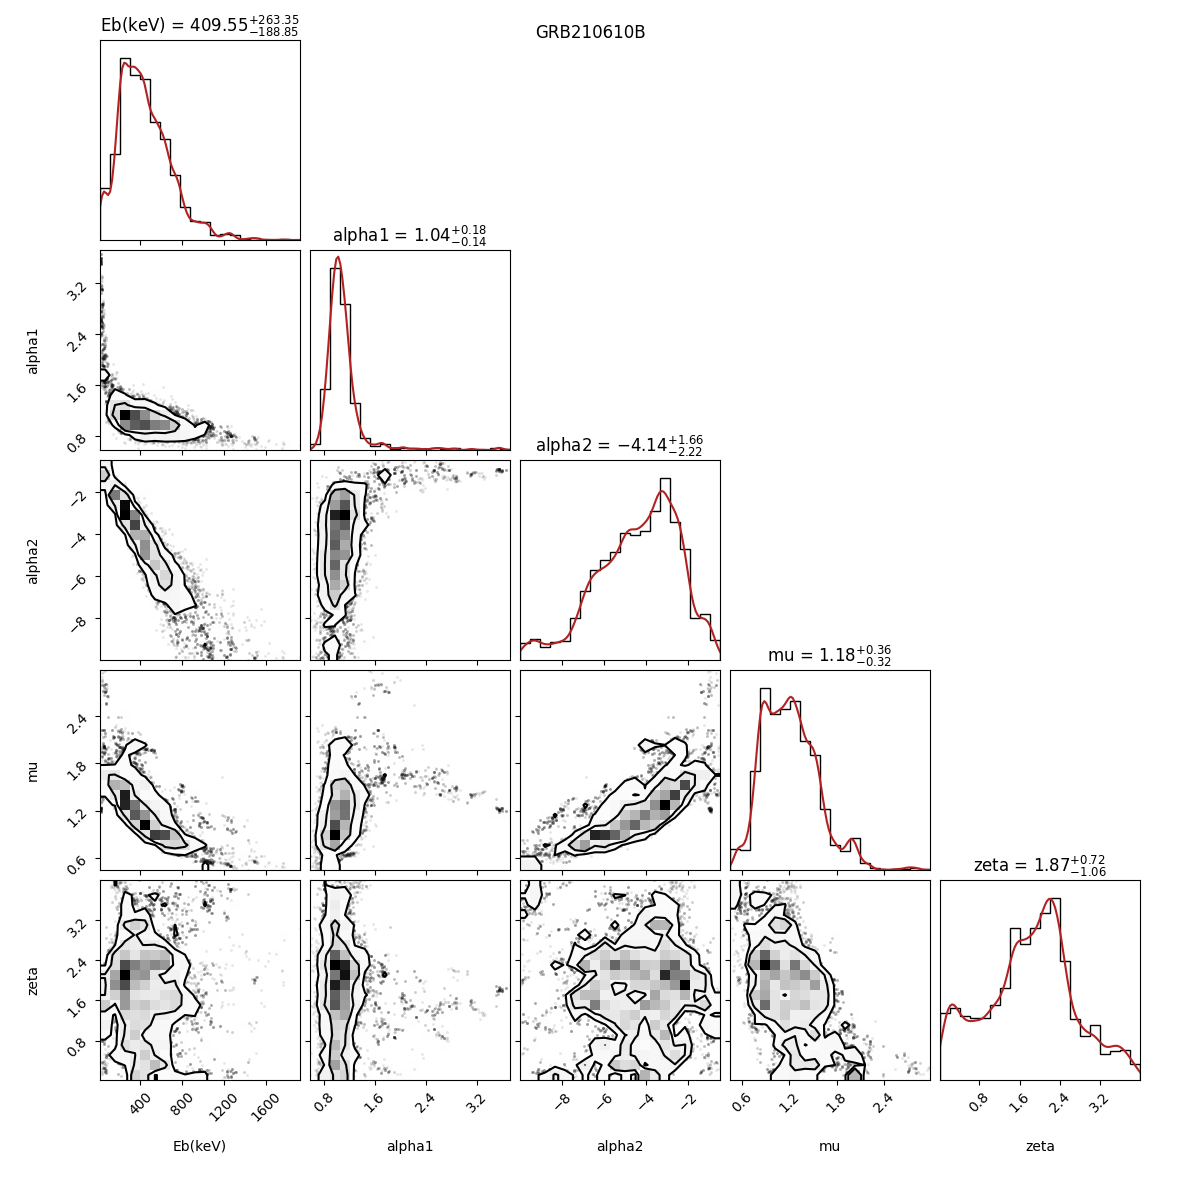 GRB210610B
Eb(keV) = 409.55+263.35−188.85
alpha1 = 1.04+0.18−0.14
3.2
2.4
1.6
0.8
alpha1
alpha2 = −4.14+1.66−2.22
−2
−4
−6
−8
alpha2
mu = 1.18+0.36−0.32
2.4
1.8
1.2
0.6
mu
zeta = 1.87+0.72−1.06
3.2
2.4
1.6
0.8
zeta
400 800 1200 1600
0.8 1.6 2.4 3.2
−8 −6 −4 −2
0.6 1.2 1.8 2.4
0.8 1.6 2.4 3.2
Eb(keV) alpha1 alpha2 mu zeta